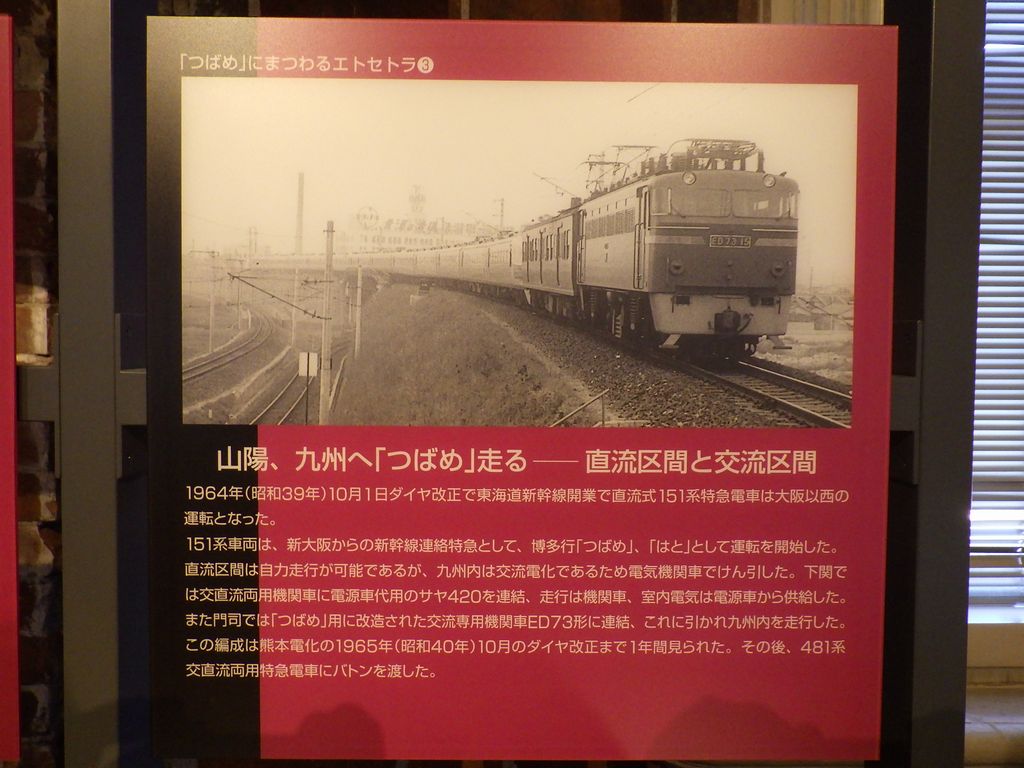 「つばめ」にまつわるエトセトラ❸
ED73 15
山陽、九州へ「つばめ」走る ── 直流区間と交流区間
1964年(昭和39年)10月1日ダイヤ改正で東海道新幹線開業で直流式151系特急電車は大阪以西の
運転となった。
151系車両は、新大阪からの新幹線連絡特急として、博多行「つばめ」、「はと」として運転を開始した。
直流区間は自力走行が可能であるが、九州内は交流電化であるため電気機関車でけん引した。下関で
は交直流両用機関車に電源車代用のサヤ420を連結、走行は機関車、室内電気は電源車から供給した。
また門司では「つばめ」用に改造された交流専用機関車ED73形に連結、これに引かれ九州内を走行した。
この編成は熊本電化の1965年(昭和40年)10月のダイヤ改正まで1年間見られた。その後、481系
交直流両用特急電車にバトンを渡した。